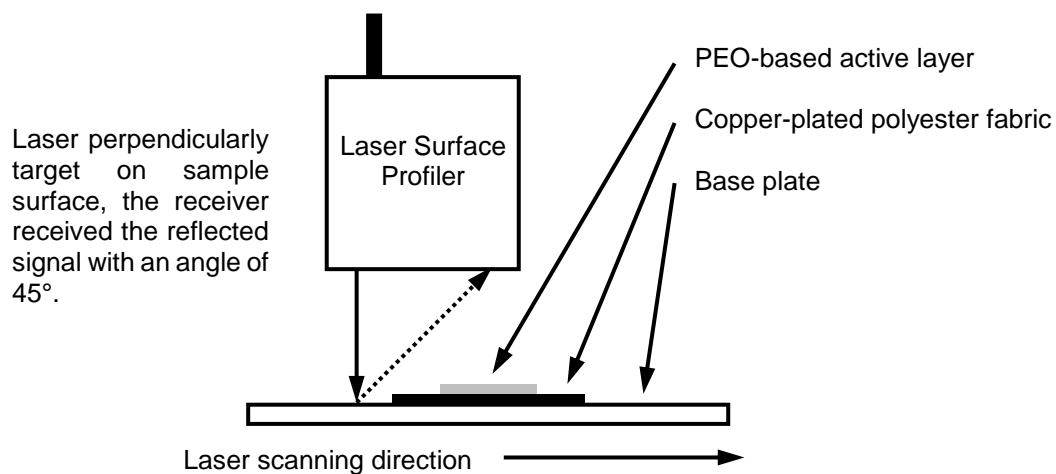 PEO-based active layer
Copper-plated polyester fabric
Base plate
Laser Surface
Profiler
Laser perpendicularly
target on sample
surface, the receiver
received the reflected
signal with an angle of
45°.
Laser scanning direction